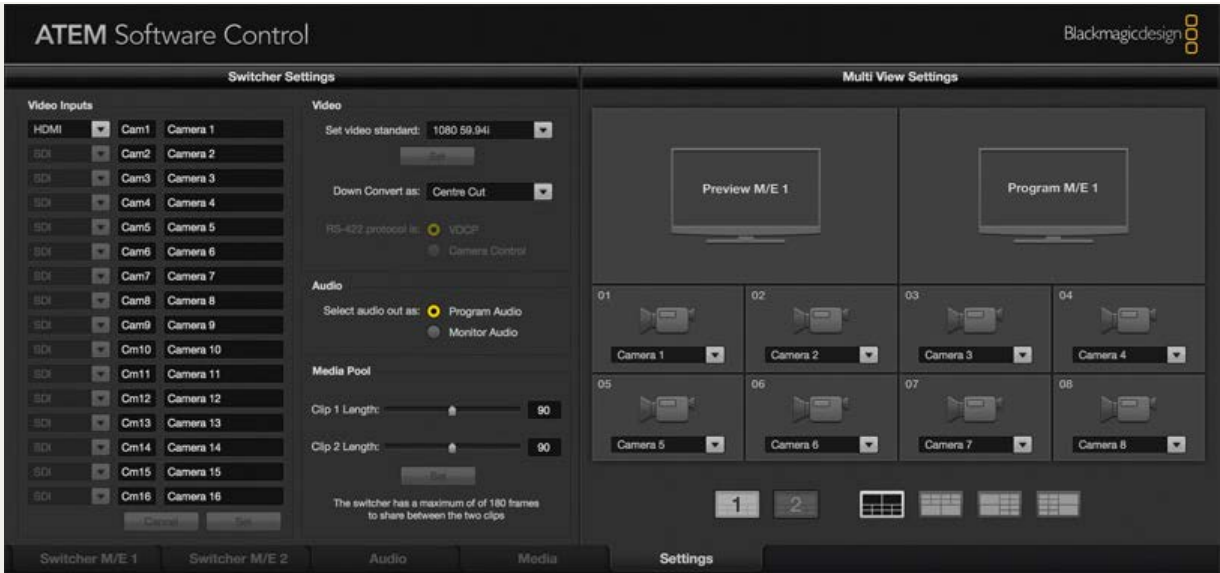 ATEM Software Control
Blackmagicdesign
Switcher Settings
Video Inputs
HDMI Cam1 Camera 1
SDI Cam2 Camera 2
SDI Cam3 Camera 3
SDI Cam4 Camera 4
SDI Cam5 Camera 5
SDI Cam6 Camera 6
SDI Cam7 Camera 7
SDI Cam8 Camera 8
SDI Cam9 Camera 9
SDI Cm10 Camera 10
SDI Cm11 Camera 11
SDI Cm12 Camera 12
SDI Cm13 Camera 13
SDI Cm14 Camera 14
SDI Cm15 Camera 15
SDI Cm16 Camera 16
Cancel Set
Video
Set video standard: 1080 59.94i
Set
Down Convert as: Centre Cut
RS-422 protocol is: VDCP
Camera Control
Audio
Select audio out as: Program Audio
Monitor Audio
Media Pool
Clip 1 Length: 90
Clip 2 Length: 90
Set
The switcher has a maximum of of 180 frames
to share between the two clips
Multi View Settings
Preview M/E 1
Program M/E 1
01 02 03 04
Camera 1 Camera 2 Camera 3 Camera 4
05 06 07 08
Camera 5 Camera 6 Camera 7 Camera 8
1 2
Switcher M/E 1 Switcher M/E 2 Audio Media Settings